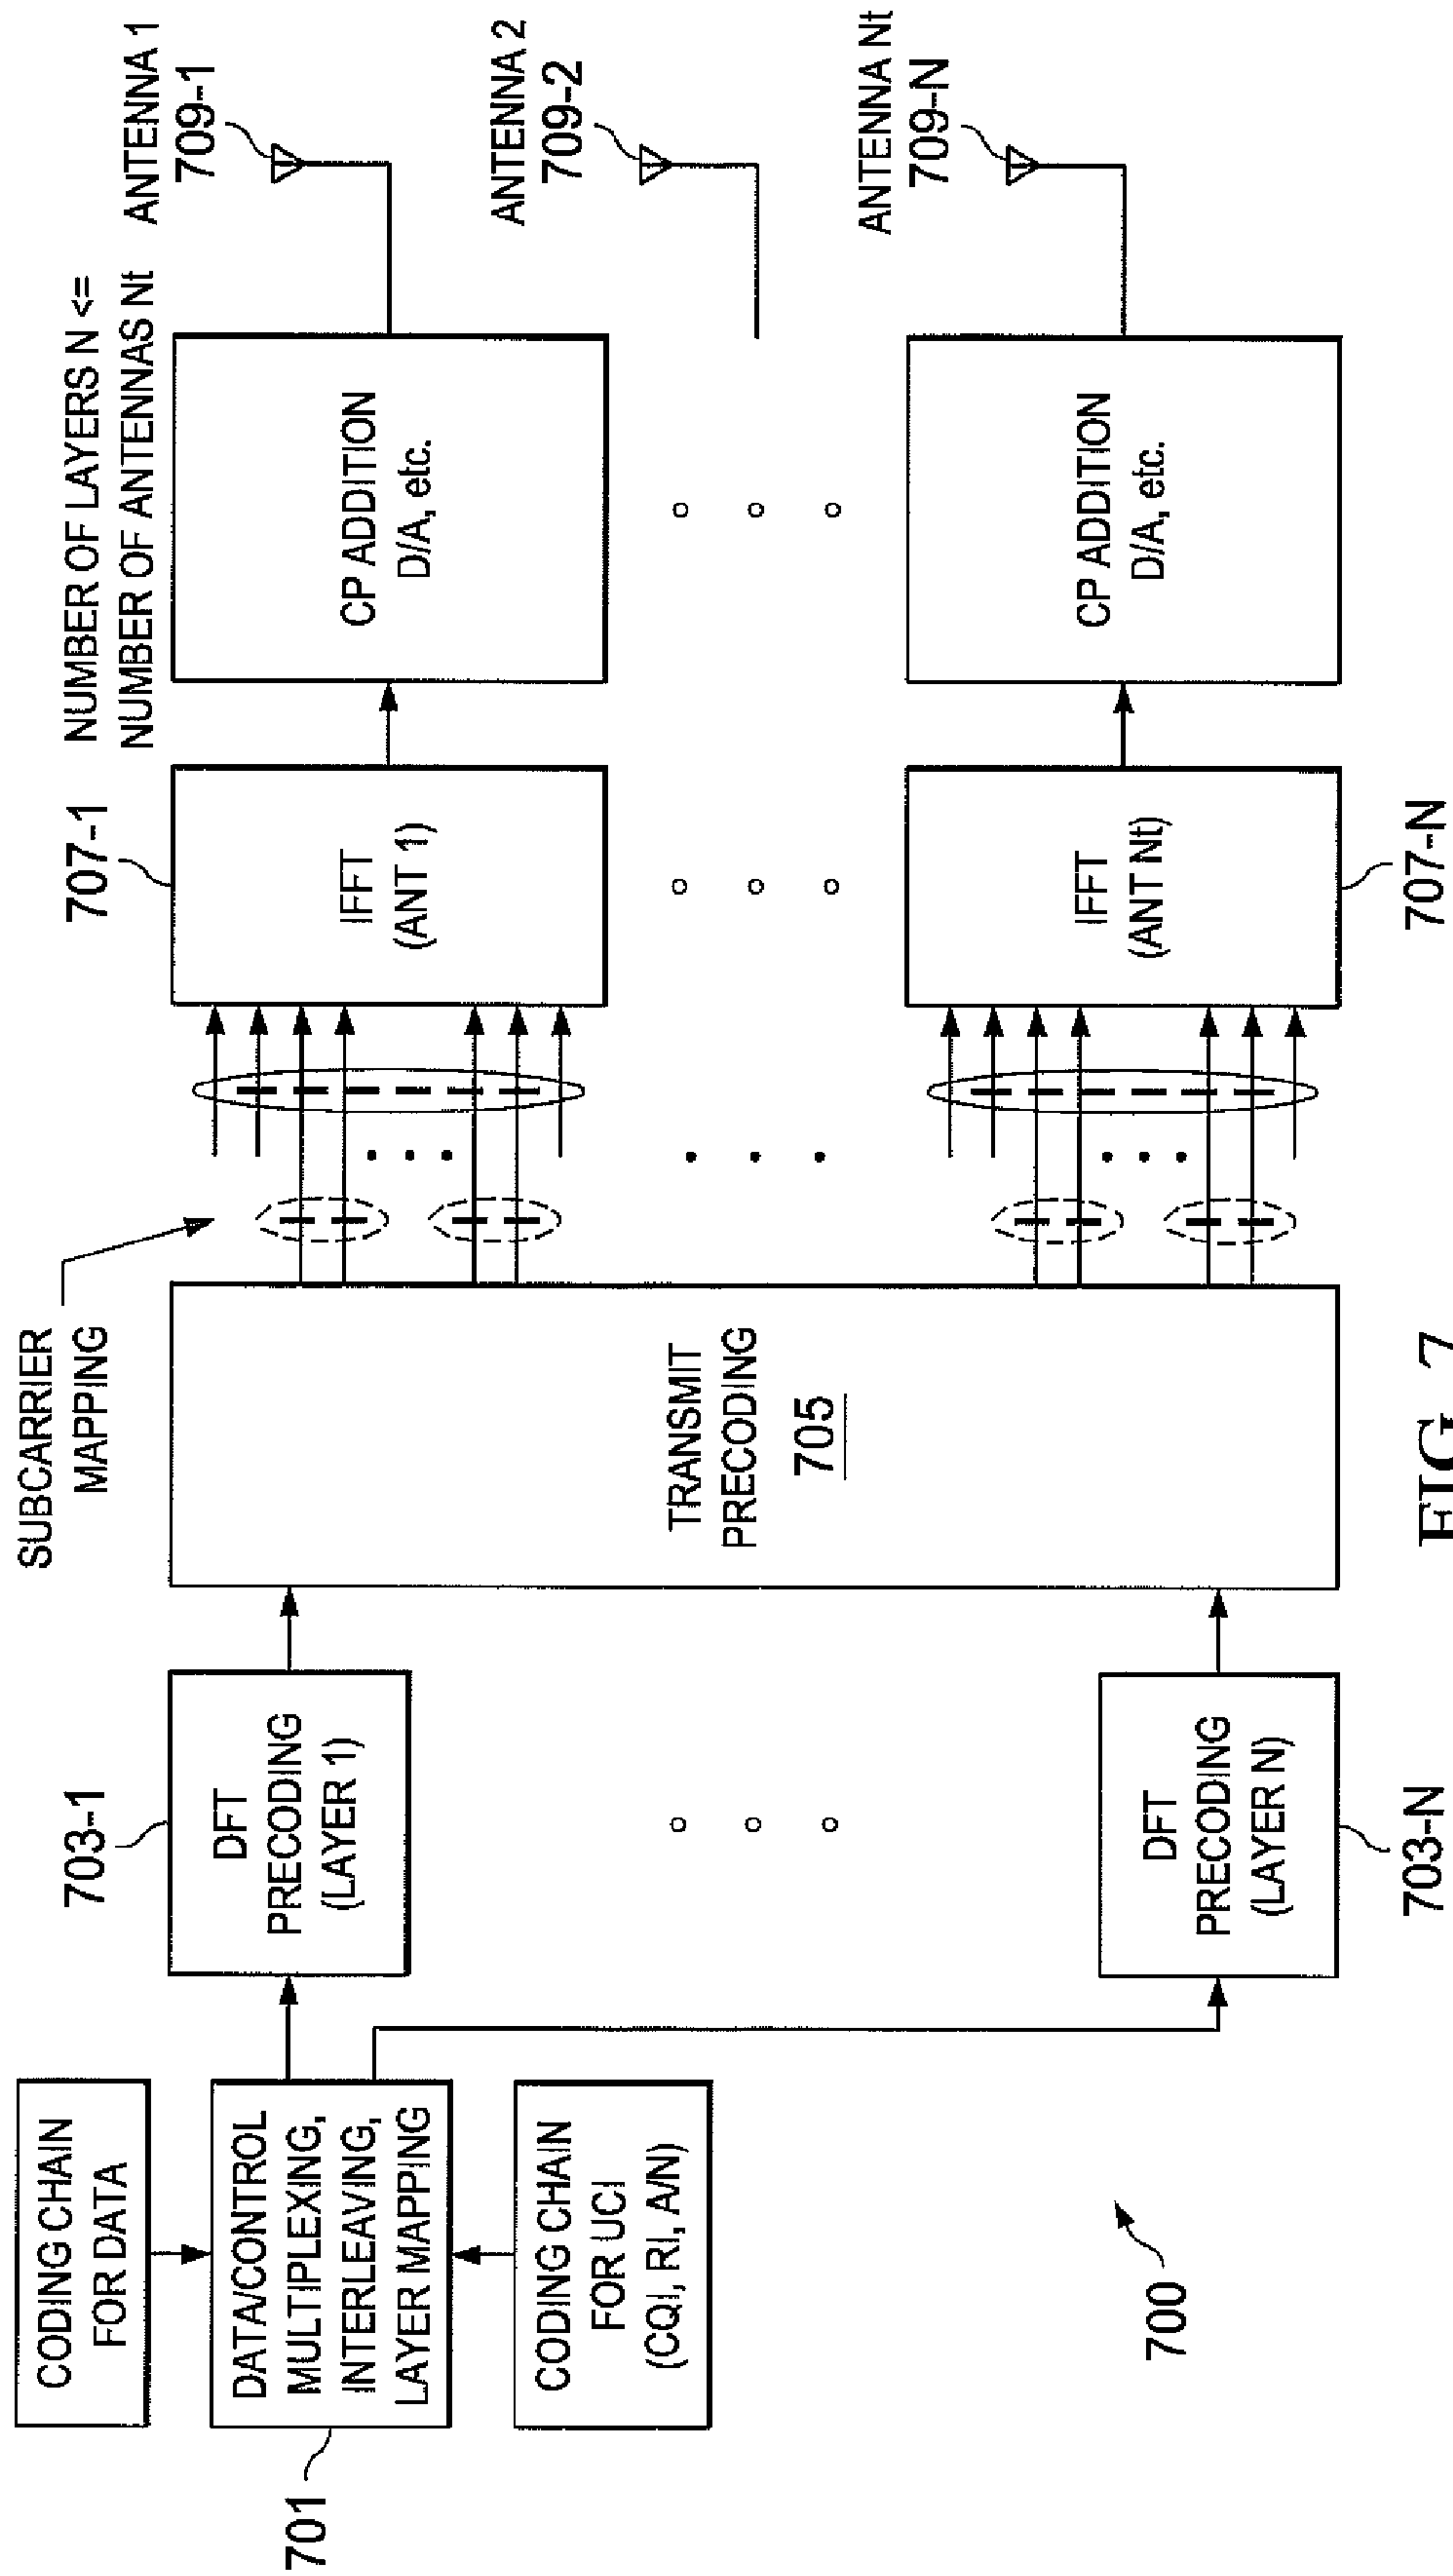 CODING CHAIN
FOR DATA
701
DATA/CONTROL
MULTIPLEXING,
INTERLEAVING,
LAYER MAPPING
CODING CHAIN
FOR UCI
(CQI, RI, A/N)
700
703-1
DFT
PRECODING
(LAYER 1)
DFT
PRECODING
(LAYER N)
703-N
SUBCARRIER
MAPPING
TRANSMIT
PRECODING
705
707-1
IFFT
(ANT 1)
IFFT
(ANT Nt)
707-N
NUMBER OF LAYERS N <=
NUMBER OF ANTENNAS Nt
CP ADDITION
D/A, etc.
CP ADDITION
D/A, etc.
ANTENNA 1
709-1
ANTENNA 2
709-2
ANTENNA Nt
709-N
FIG. 7